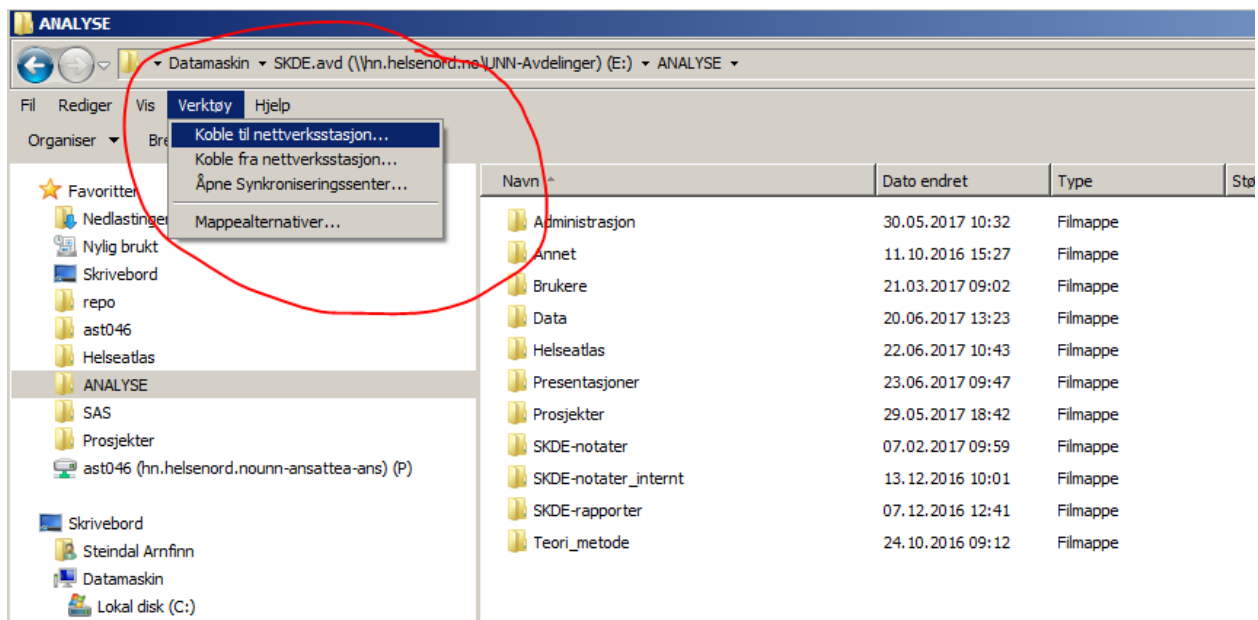 ANALYSE
Datamaskin SKDE.avd (\\hn.helsenord.no\UNN-Avdelinger) (E:) ANALYSE
Fil Rediger Vis Verktøy Hjelp
Organiser Bre
Koble til nettverksstasjon...
Koble fra nettverksstasjon...
Åpne Synkroniseringssenter...
Mappealternativer...
Favoritter
Nedlastinger
Nylig brukt
Skrivebord
repo
ast046
Helseatlas
ANALYSE
SAS
Prosjekter
ast046 (hn.helsenord.nounn-ansattea-ans) (P)
Skrivebord
Steindal Arnfinn
Datamaskin
Lokal disk (C:)
Navn Dato endret Type Stø
Administrasjon 30.05.2017 10:32 Filmappe
Annet 11.10.2016 15:27 Filmappe
Brukere 21.03.2017 09:02 Filmappe
Data 20.06.2017 13:23 Filmappe
Helseatlas 22.06.2017 10:43 Filmappe
Presentasjoner 23.06.2017 09:47 Filmappe
Prosjekter 29.05.2017 18:42 Filmappe
SKDE-notater 07.02.2017 09:59 Filmappe
SKDE-notater_internt 13.12.2016 10:01 Filmappe
SKDE-rapporter 07.12.2016 12:41 Filmappe
Teori_metode 24.10.2016 09:12 Filmappe